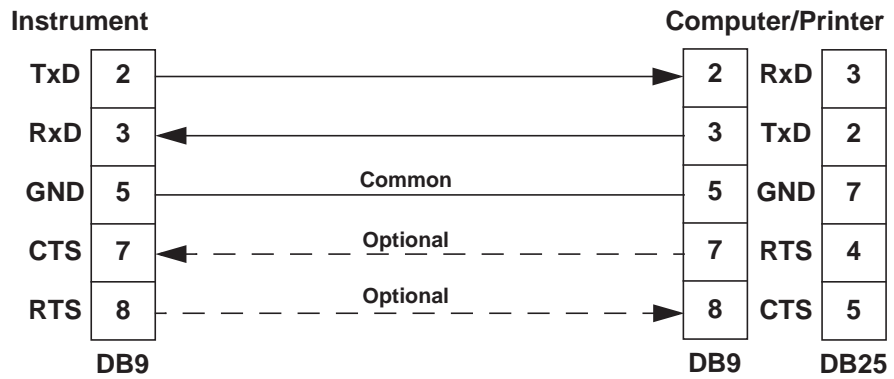 Instrument Computer/Printer
TxD 2 2 RxD 3
RxD 3 3 TxD 2
GND 5 Common 5 GND 7
CTS 7 Optional 7 RTS 4
RTS 8 Optional 8 CTS 5
DB9 DB9 DB25